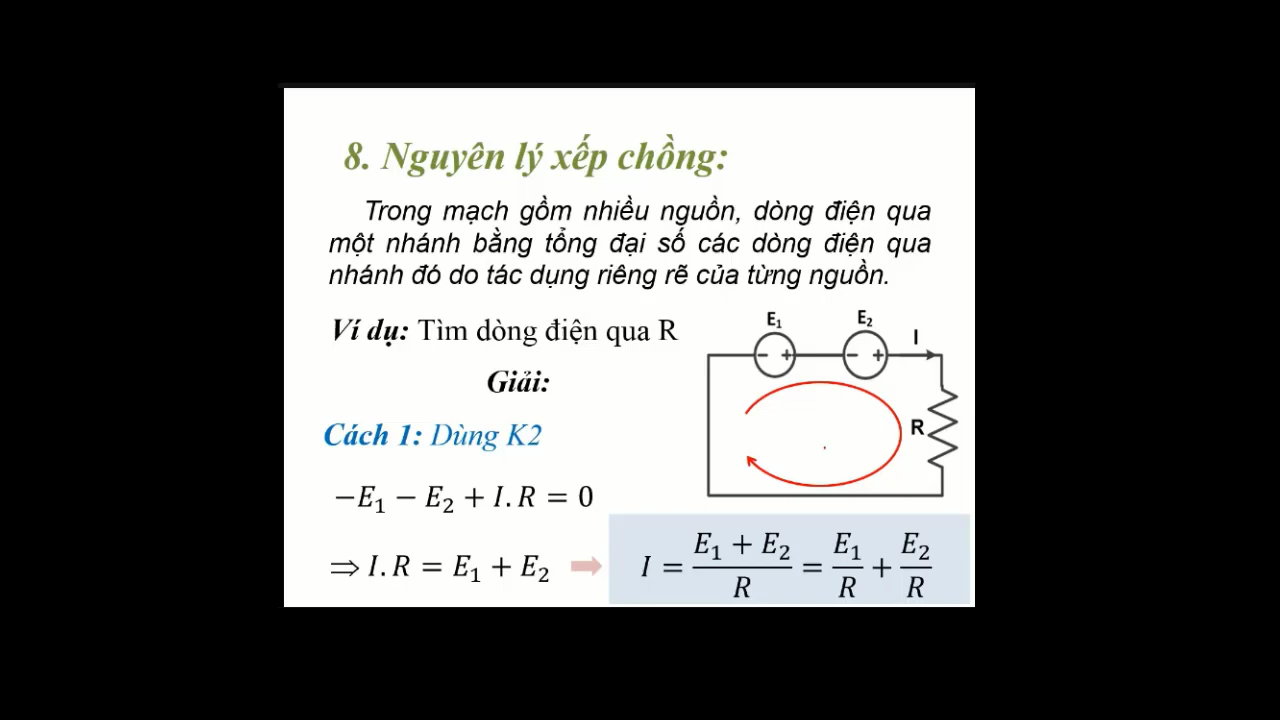 8. Nguyên lý xếp chồng:
Trong mạch gồm nhiều nguồn, dòng điện qua
một nhánh bằng tổng đại số các dòng điện qua
nhánh đó do tác dụng riêng rẽ của từng nguồn.
Ví dụ: Tìm dòng điện qua R
Giải:
Cách 1: Dùng K2
−E₁ − E₂ + I.R = 0
⇒ I.R = E₁ + E₂
E₁ E₂ I
− + − +
R
I = (E₁ + E₂)/R = E₁/R + E₂/R